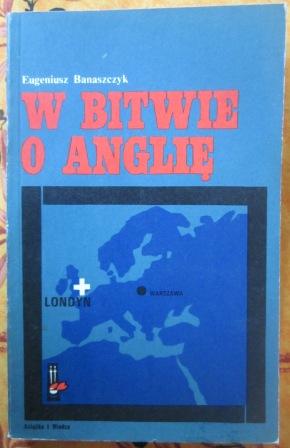 Eugeniusz Banaszczyk
W BITWIE
O ANGLIĘ
LONDYN
WARSZAWA
Książka i Wiedza